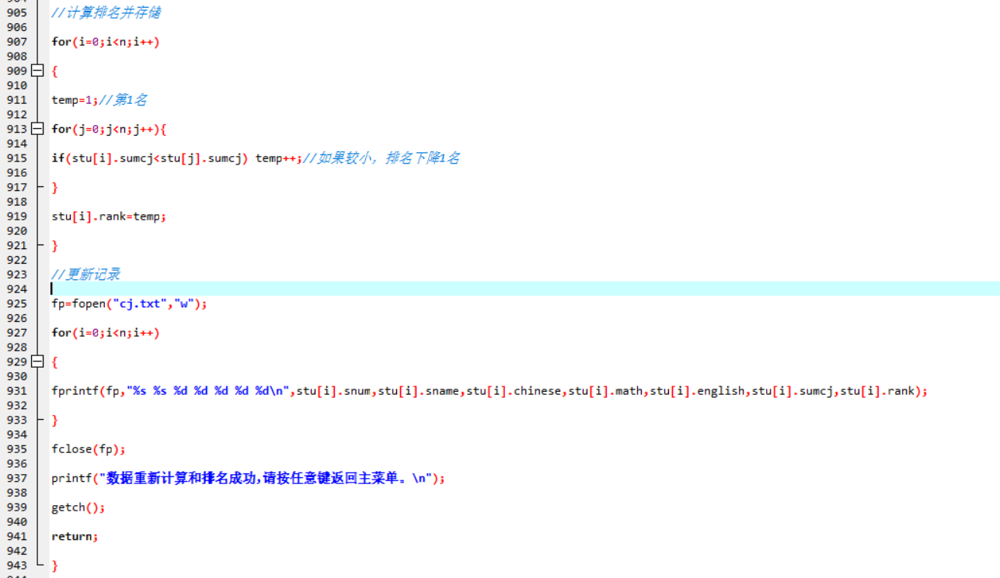 905 //计算排名并存储
906
907 for(i=0;i<n;i++)
908
909 {
910
911 temp=1;//第1名
912
913 for(j=0;j<n;j++){
914
915 if(stu[i].sumcj<stu[j].sumcj) temp++;//如果较小，排名下降1名
916
917 }
918
919 stu[i].rank=temp;
920
921 }
922
923 //更新记录
924
925 fp=fopen("cj.txt","w");
926
927 for(i=0;i<n;i++)
928
929 {
930
931 fprintf(fp,"%s %s %d %d %d %d %d\n",stu[i].snum,stu[i].sname,stu[i].chinese,stu[i].math,stu[i].english,stu[i].sumcj,stu[i].rank);
932
933 }
934
935 fclose(fp);
936
937 printf("数据重新计算和排名成功,请按任意键返回主菜单。\n");
938
939 getch();
940
941 return;
942
943 }